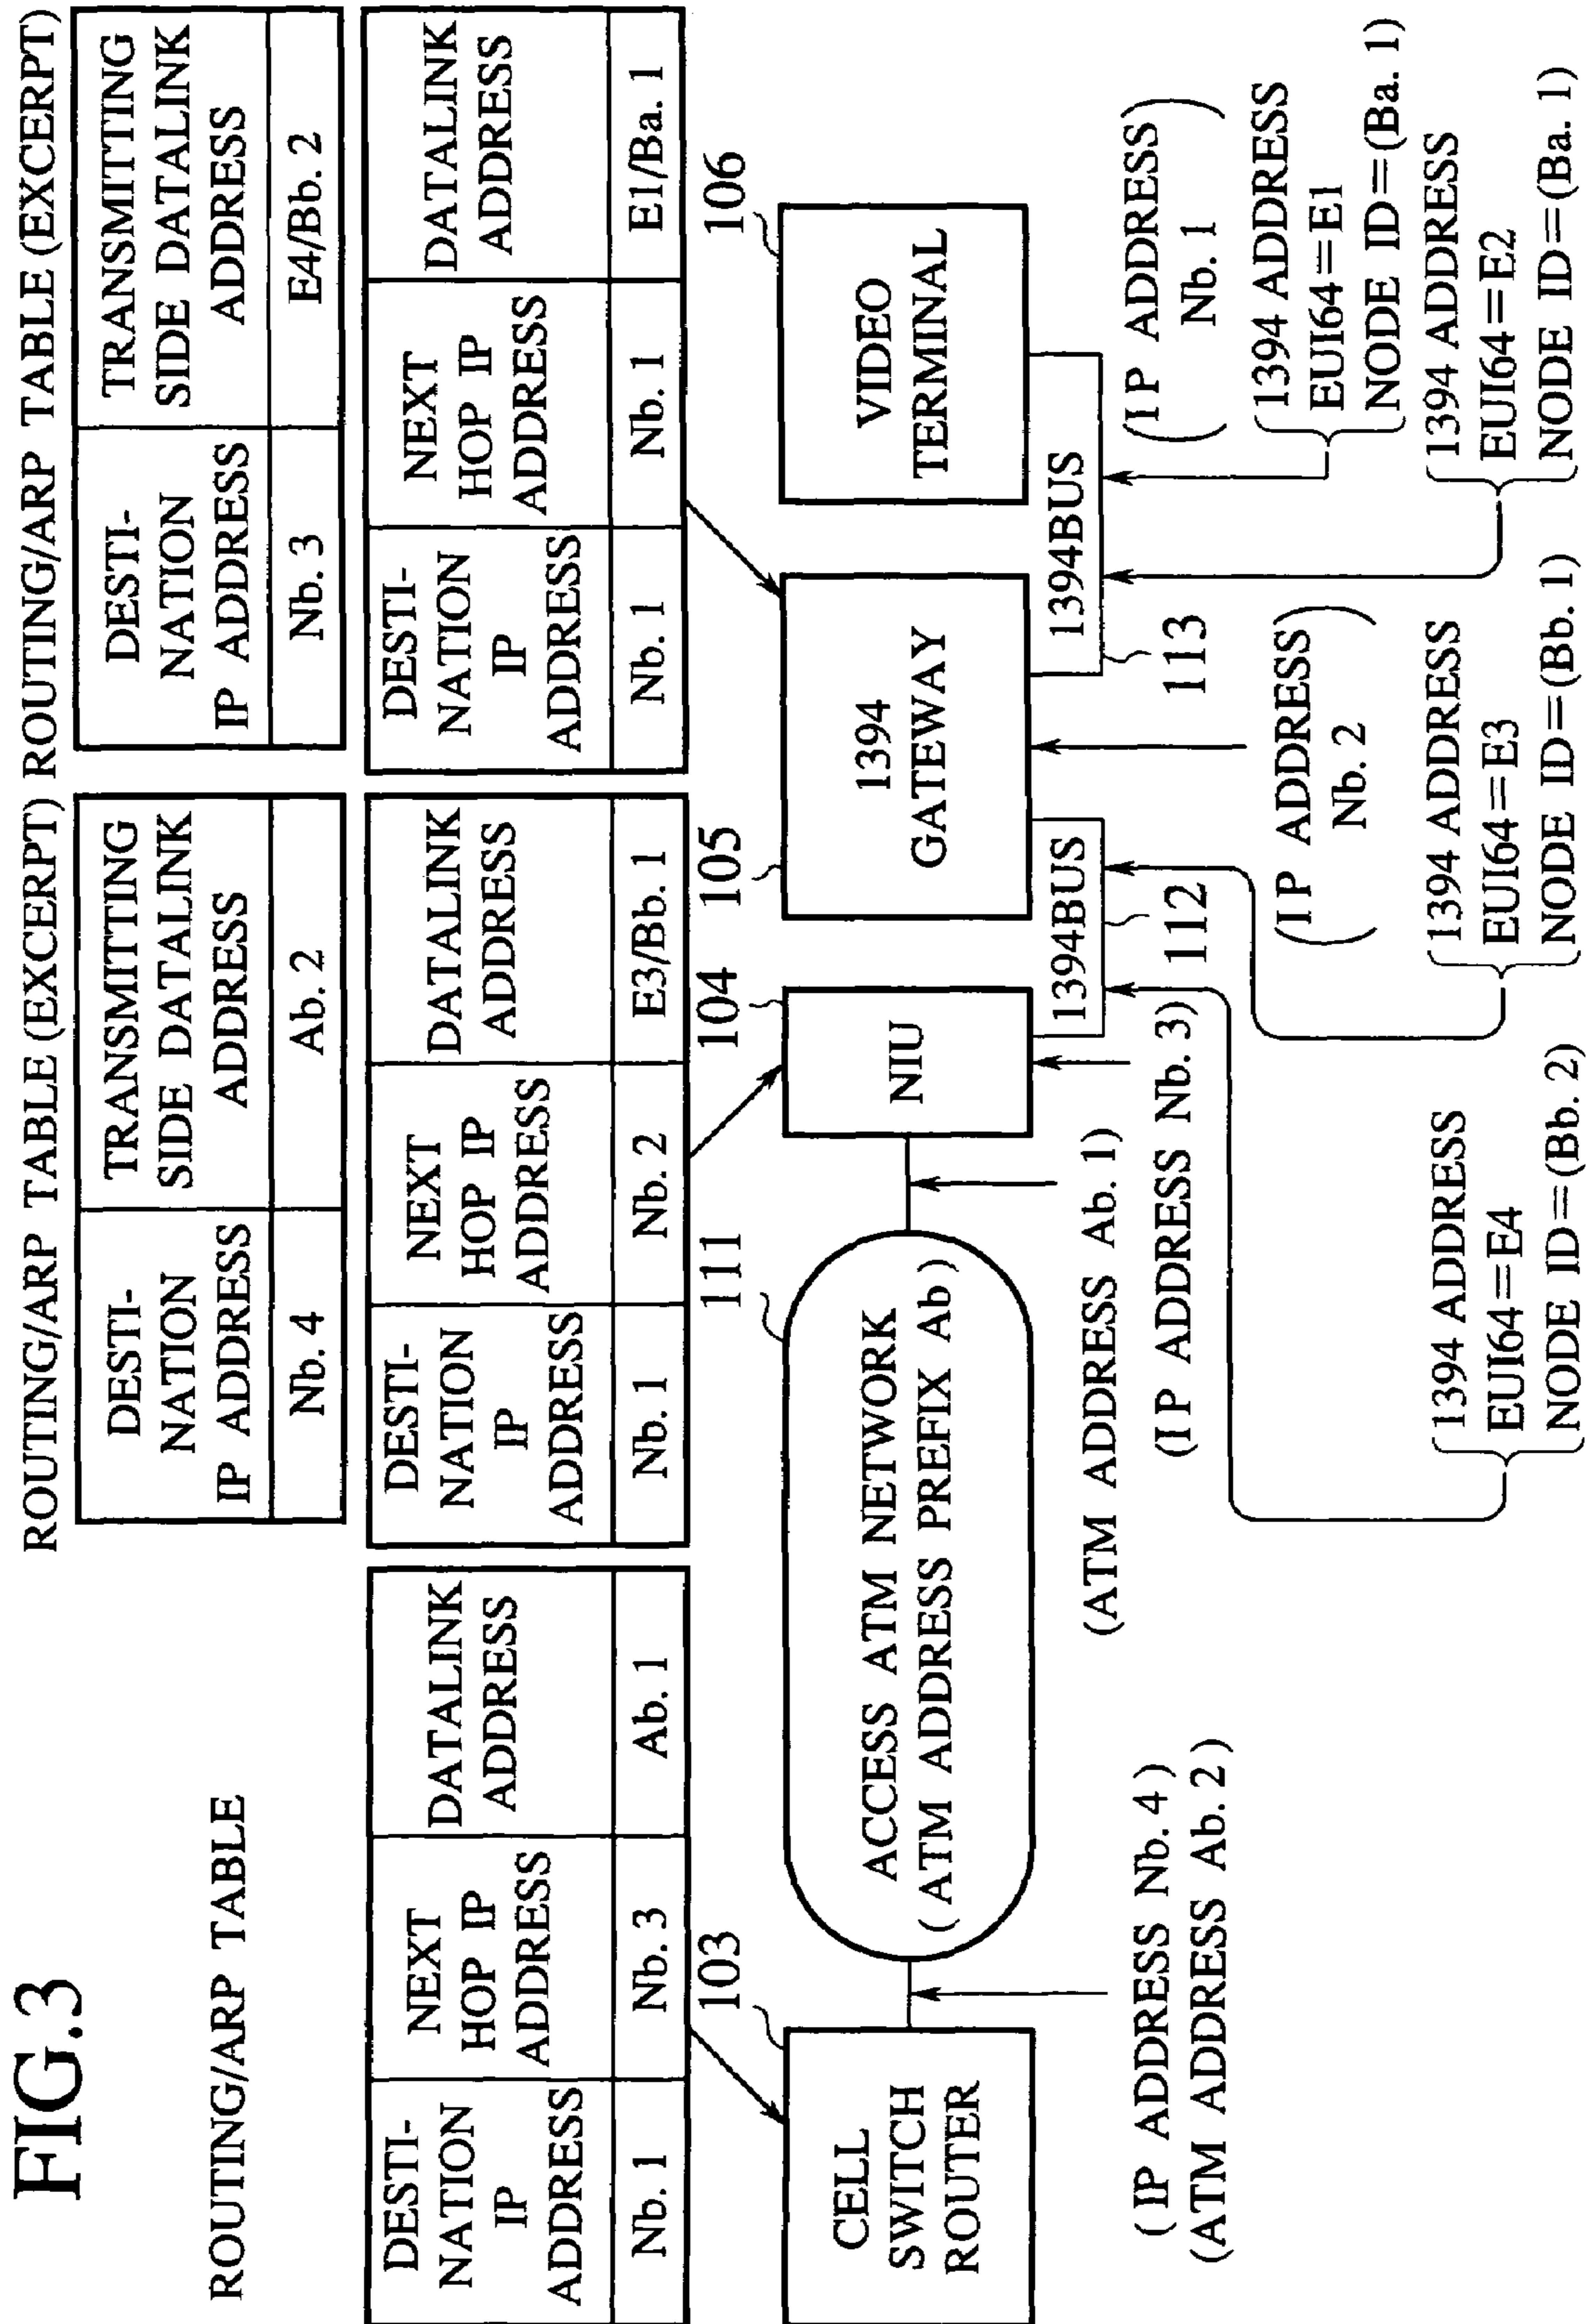 FIG.3
ROUTING/ARP TABLE
DESTI-
NATION
IP
ADDRESS
NEXT
HOP IP
ADDRESS
DATALINK
ADDRESS
Nb. 1
Nb. 3
Ab. 1
ROUTING/ARP TABLE (EXCERPT)
DESTI-
NATION
IP ADDRESS
TRANSMITTING
SIDE DATALINK
ADDRESS
Nb. 4
Ab. 2
DESTI-
NATION
IP
ADDRESS
NEXT
HOP IP
ADDRESS
DATALINK
ADDRESS
Nb. 1
Nb. 2
E3/Bb. 1
ROUTING/ARP TABLE (EXCERPT)
DESTI-
NATION
IP ADDRESS
TRANSMITTING
SIDE DATALINK
ADDRESS
Nb. 3
E4/Bb. 2
DESTI-
NATION
IP
ADDRESS
NEXT
HOP IP
ADDRESS
DATALINK
ADDRESS
Nb. 1
Nb. 1
E1/Ba. 1
103
CELL
SWITCH
ROUTER
111
ACCESS ATM NETWORK
(ATM ADDRESS PREFIX Ab)
104
NIU
105
1394
GATEWAY
106
VIDEO
TERMINAL
1394BUS
112
1394BUS
113
(IP ADDRESS Nb. 4)
(ATM ADDRESS Ab. 2)
(ATM ADDRESS Ab. 1)
(IP ADDRESS Nb. 3)
(IP ADDRESS
Nb. 2)
(IP ADDRESS
Nb. 1)
1394 ADDRESS
EUI64=E1
NODE ID=(Ba. 1)
1394 ADDRESS
EUI64=E2
NODE ID=(Ba. 1)
1394 ADDRESS
EUI64=E3
NODE ID=(Bb. 1)
1394 ADDRESS
EUI64=E4
NODE ID=(Bb. 2)